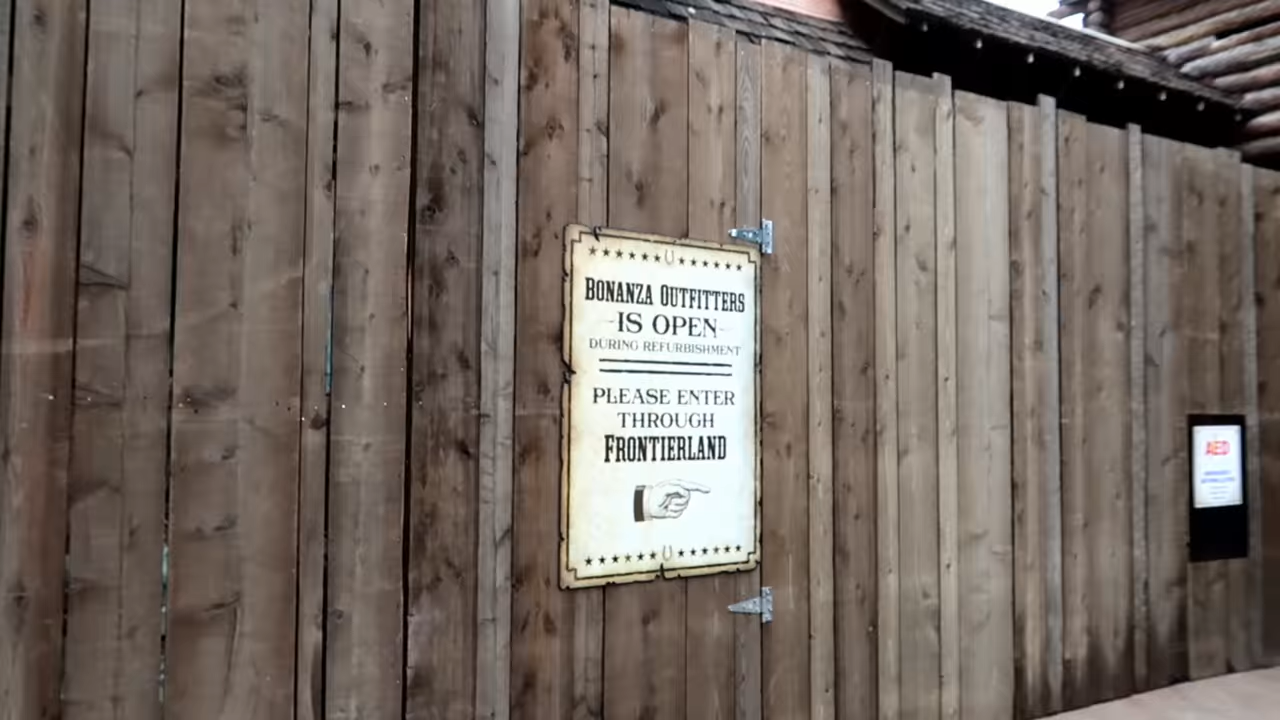 BONANZA OUTFITTERS
IS OPEN
DURING REFURBISHMENT
PLEASE ENTER
THROUGH
FRONTIERLAND
AED